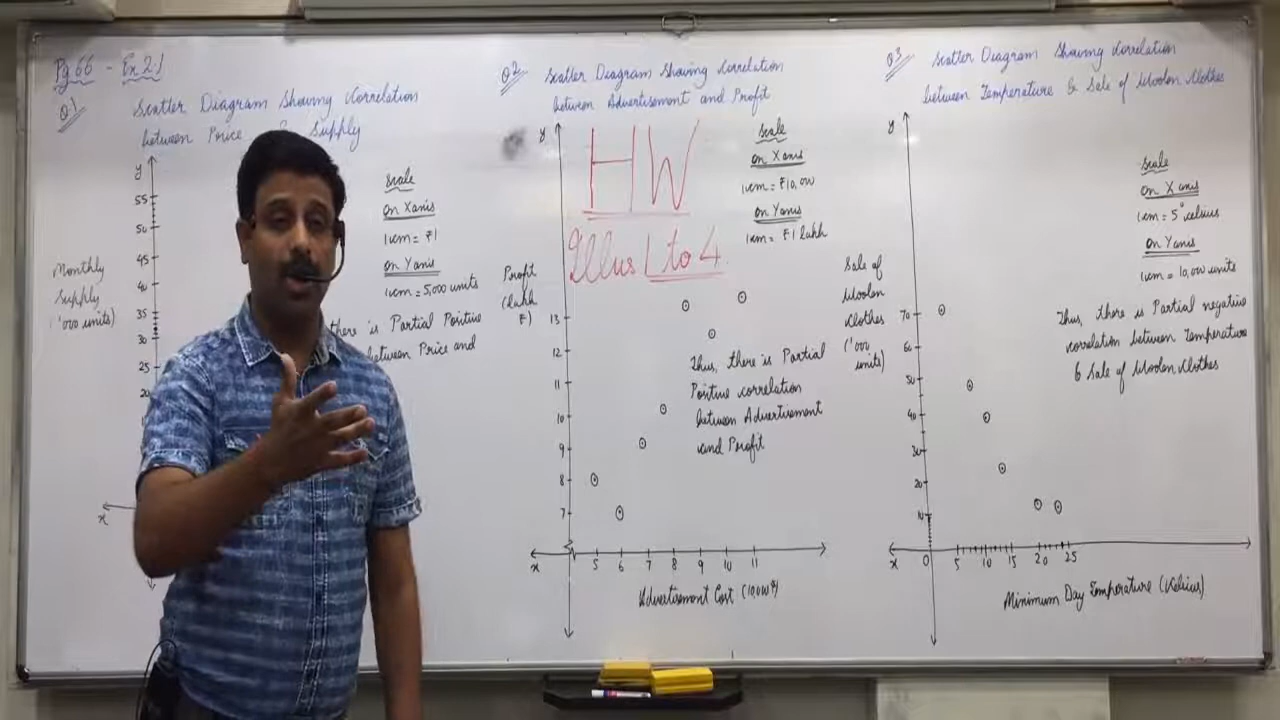 Pg 66 - Ex 2.1
Q.1
Scatter Diagram Showing Correlation
between Price & Supply
y
55
50
45
40
35
30
25
20
Monthly
Supply
('000 units)
Scale
On X axis
1cm = ₹1
On Y axis
1cm = 5,000 units
there is Partial Positive
between Price and
x
Q2
Scatter Diagram Showing Correlation
between Advertisement and Profit
y
HW
Illus 1 to 4
Scale
On X axis
1cm = ₹10,000
On Y axis
1cm = ₹1 lakh
Profit
(lakh
₹)
13
12
11
10
9
8
7
Thus, there is Partial
Positive correlation
between Advertisement
and Profit
x
5 6 7 8 9 10 11
Advertisement Cost (10,000 ₹)
Q3
Scatter Diagram Showing Correlation
between Temperature & Sale of Woolen Clothes
y
Scale
On X axis
1cm = 5° celsius
On Y axis
1cm = 10,000 units
Sale of
Woolen
Clothes
('000
units)
70
60
50
40
30
20
10
Thus, there is Partial negative
correlation between Temperature
& Sale of Woolen Clothes
x 0 5 10 15 20 25
Minimum Day Temperature (Celsius)